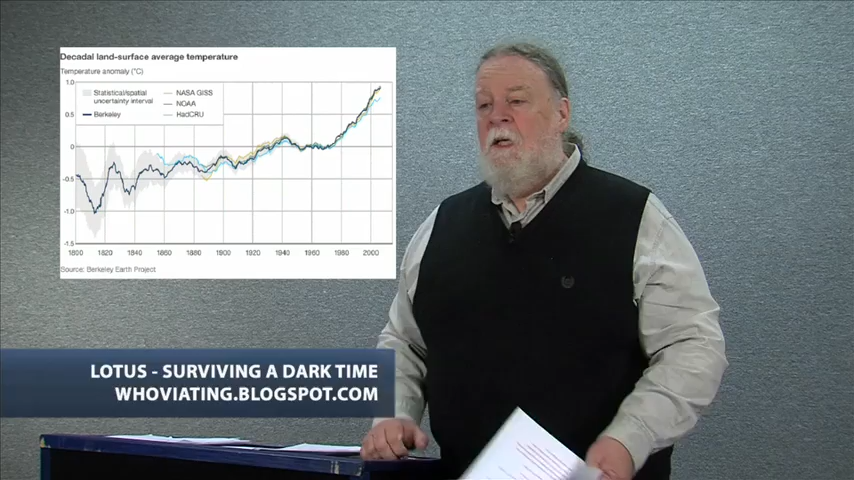 Decadal land-surface average temperature
Temperature anomaly (°C)
1.0
Statistical/spatial
uncertainty interval
Berkeley
NASA GISS
NOAA
HadCRU
0.5
0
-0.5
-1.0
-1.5
1800 1820 1840 1860 1880 1900 1920 1940 1960 1980 2000
Source: Berkeley Earth Project
LOTUS - SURVIVING A DARK TIME
WHOVIATING.BLOGSPOT.COM